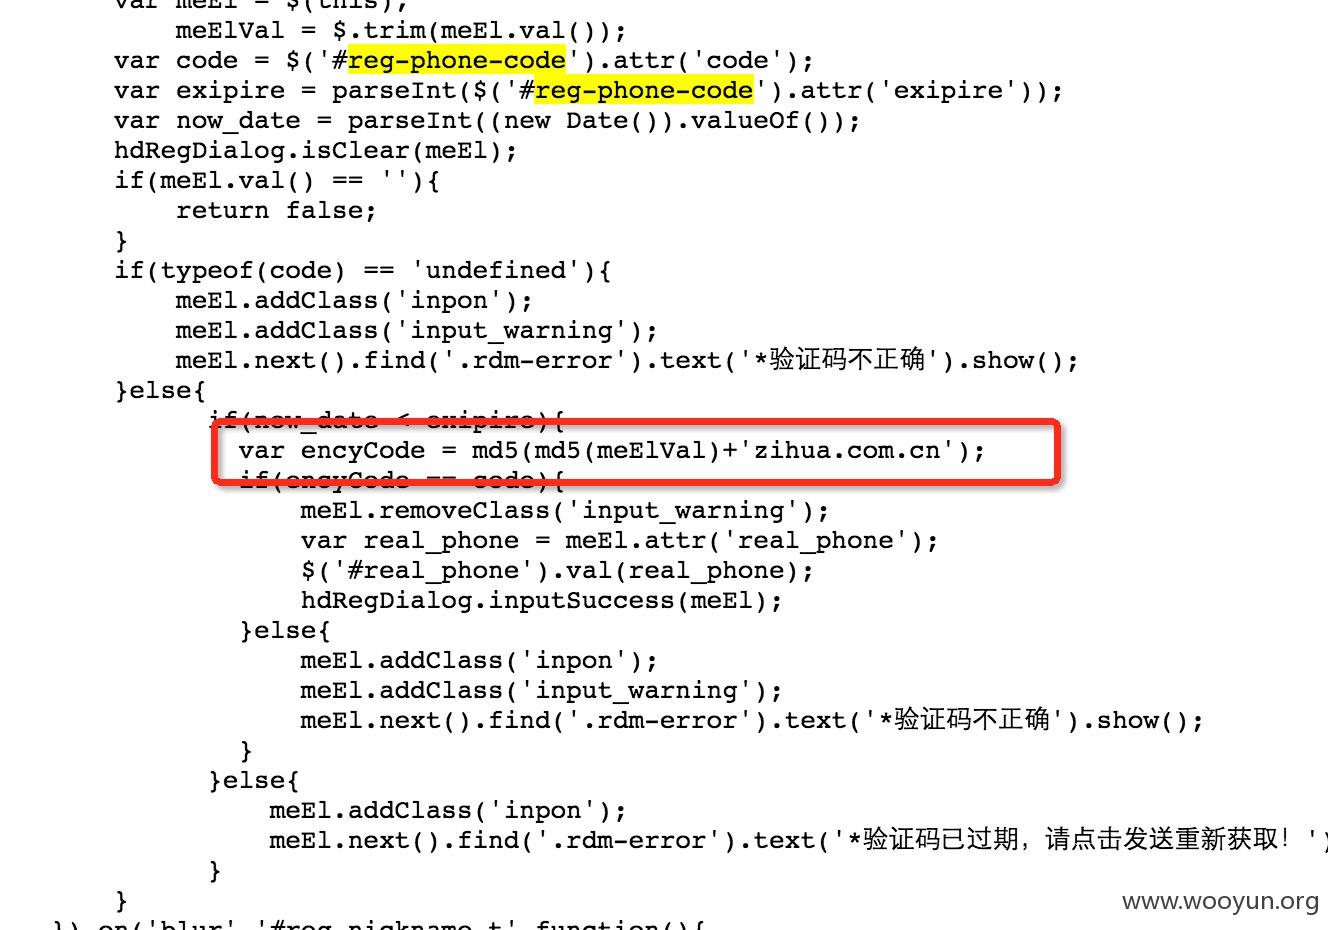 var meEl = $(this),
meElVal = $.trim(meEl.val());
var code = $('#reg-phone-code').attr('code');
var exipire = parseInt($('#reg-phone-code').attr('exipire'));
var now_date = parseInt((new Date()).valueOf());
hdRegDialog.isClear(meEl);
if(meEl.val() == ''){
return false;
}
if(typeof(code) == 'undefined'){
meEl.addClass('inpon');
meEl.addClass('input_warning');
meEl.next().find('.rdm-error').text('*验证码不正确').show();
}else{
if(now_date < exipire){
var encyCode = md5(md5(meElVal)+'zihua.com.cn');
if(encyCode == code){
meEl.removeClass('input_warning');
var real_phone = meEl.attr('real_phone');
$('#real_phone').val(real_phone);
hdRegDialog.inputSuccess(meEl);
}else{
meEl.addClass('inpon');
meEl.addClass('input_warning');
meEl.next().find('.rdm-error').text('*验证码不正确').show();
}
}else{
meEl.addClass('inpon');
meEl.next().find('.rdm-error').text('*验证码已过期，请点击发送重新获取！')
}
}
}).on('blur','#reg-nickname-t',function(){
www.wooyun.org